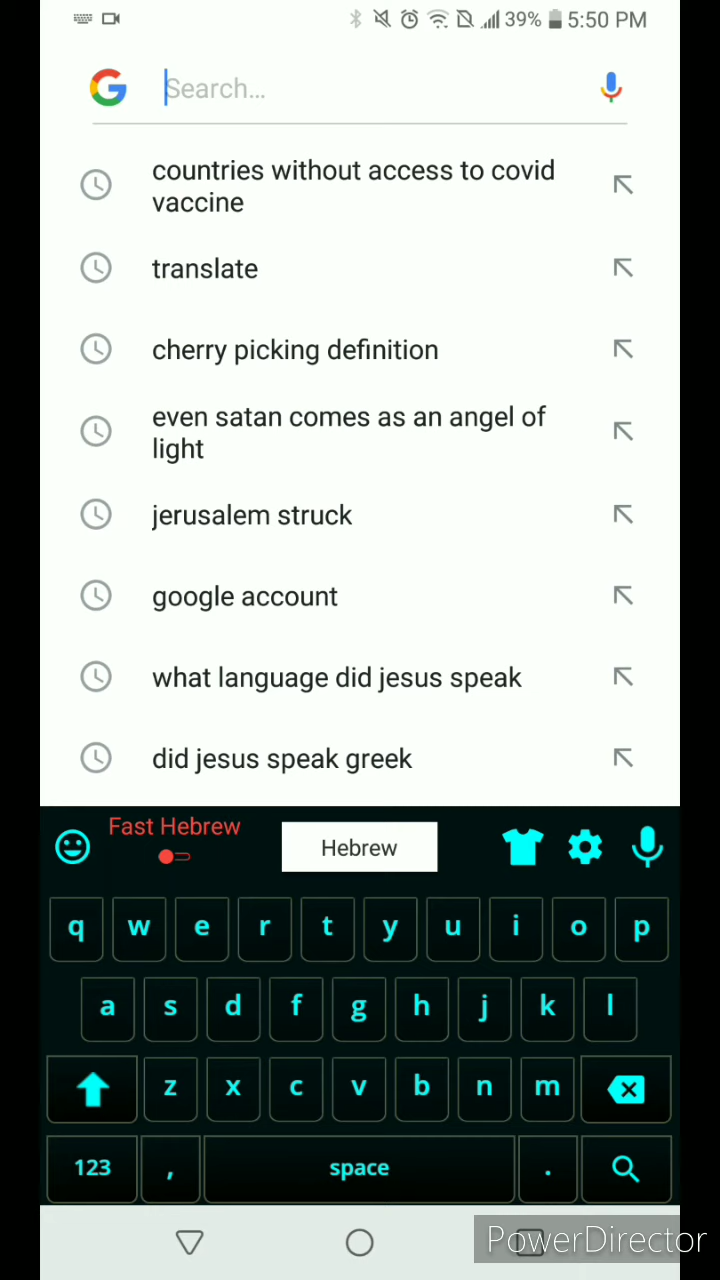 39% 5:50 PM
Search...
countries without access to covid
vaccine
translate
cherry picking definition
even satan comes as an angel of
light
jerusalem struck
google account
what language did jesus speak
did jesus speak greek
Fast Hebrew
Hebrew
q w e r t y u i o p
a s d f g h j k l
z x c v b n m
123 , space .
PowerDirector